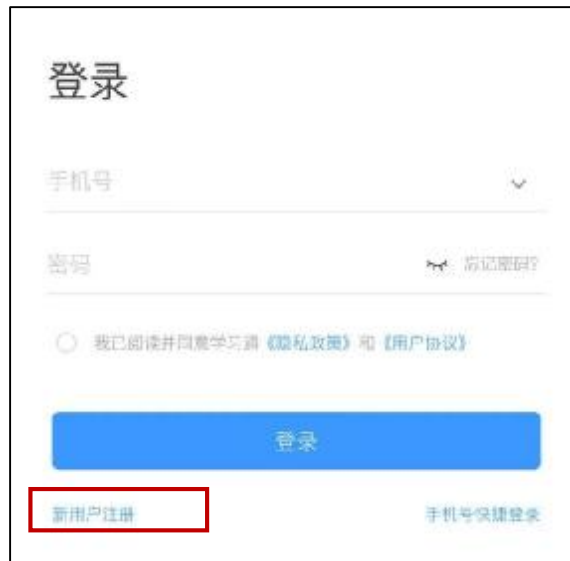 登录
手机号
密码 忘记密码?
我已阅读并同意学习通《隐私政策》和《用户协议》
登录
新用户注册 手机号快捷登录